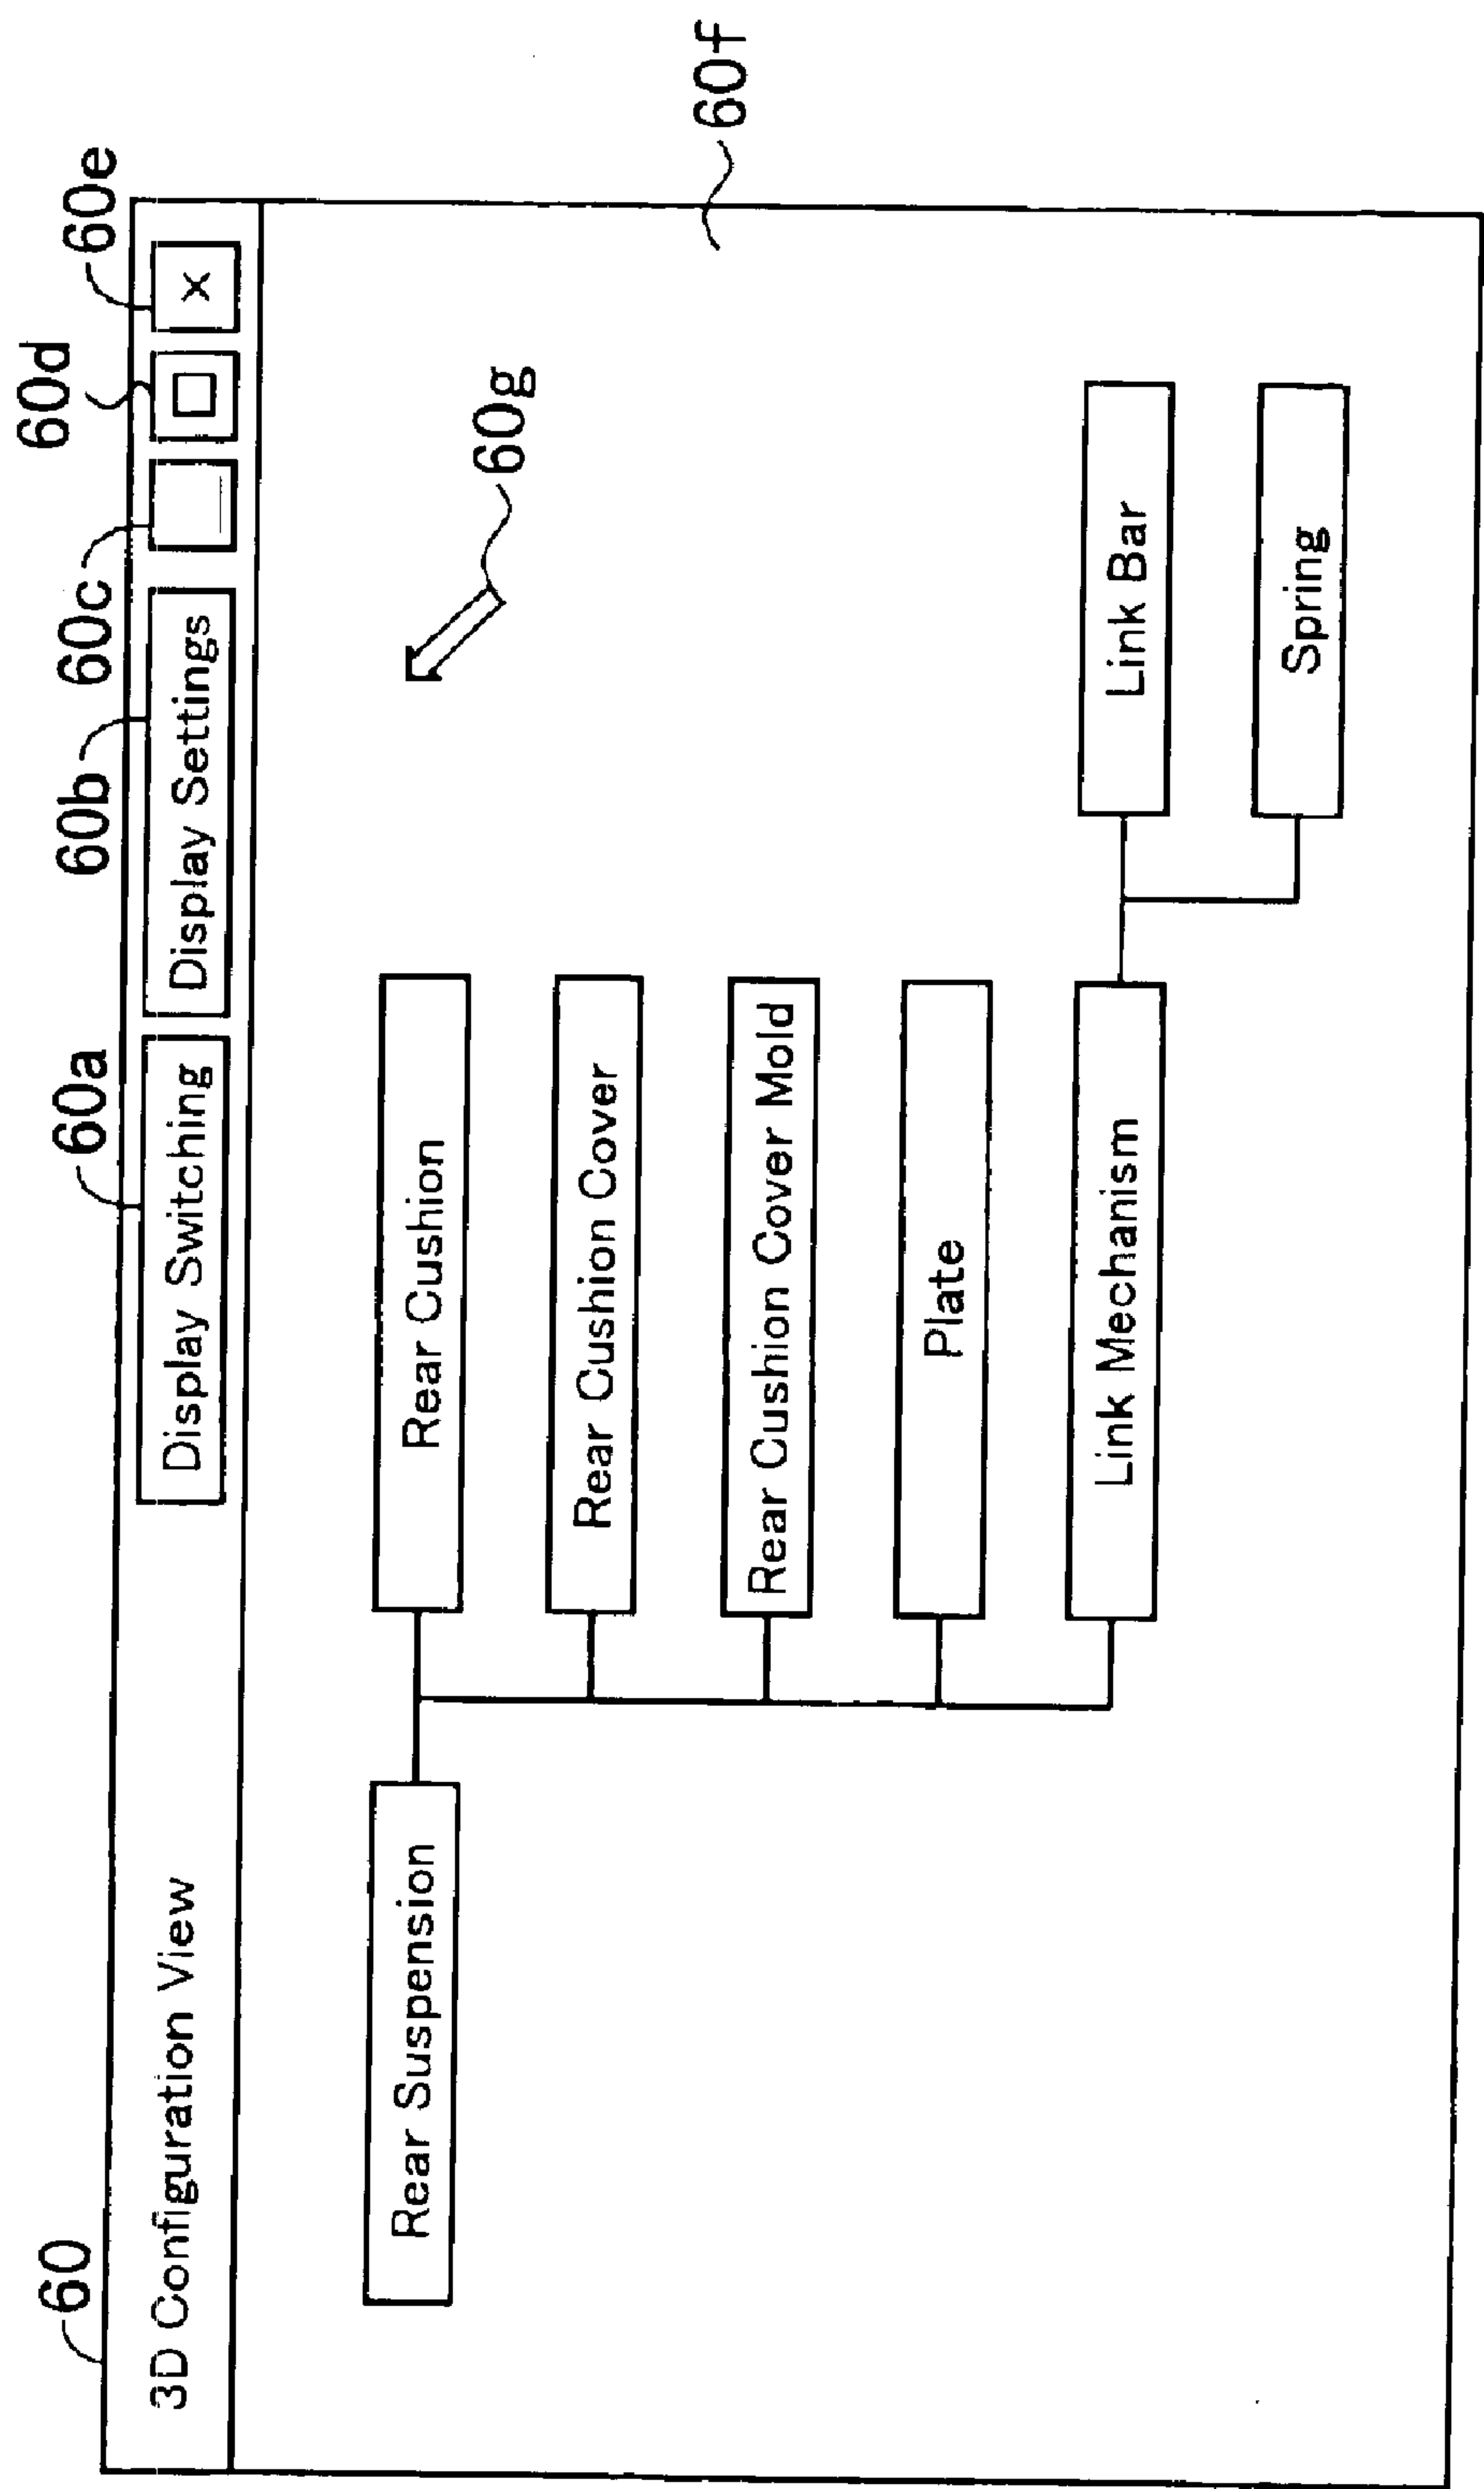 60
60a
60b
60c
60d
60e
3D Configuration View
Display Switching
Display Settings
x
60g
60f
Rear Suspension
Rear Cushion
Rear Cushion Cover
Rear Cushion Cover Mold
Plate
Link Mechanism
Link Bar
Spring